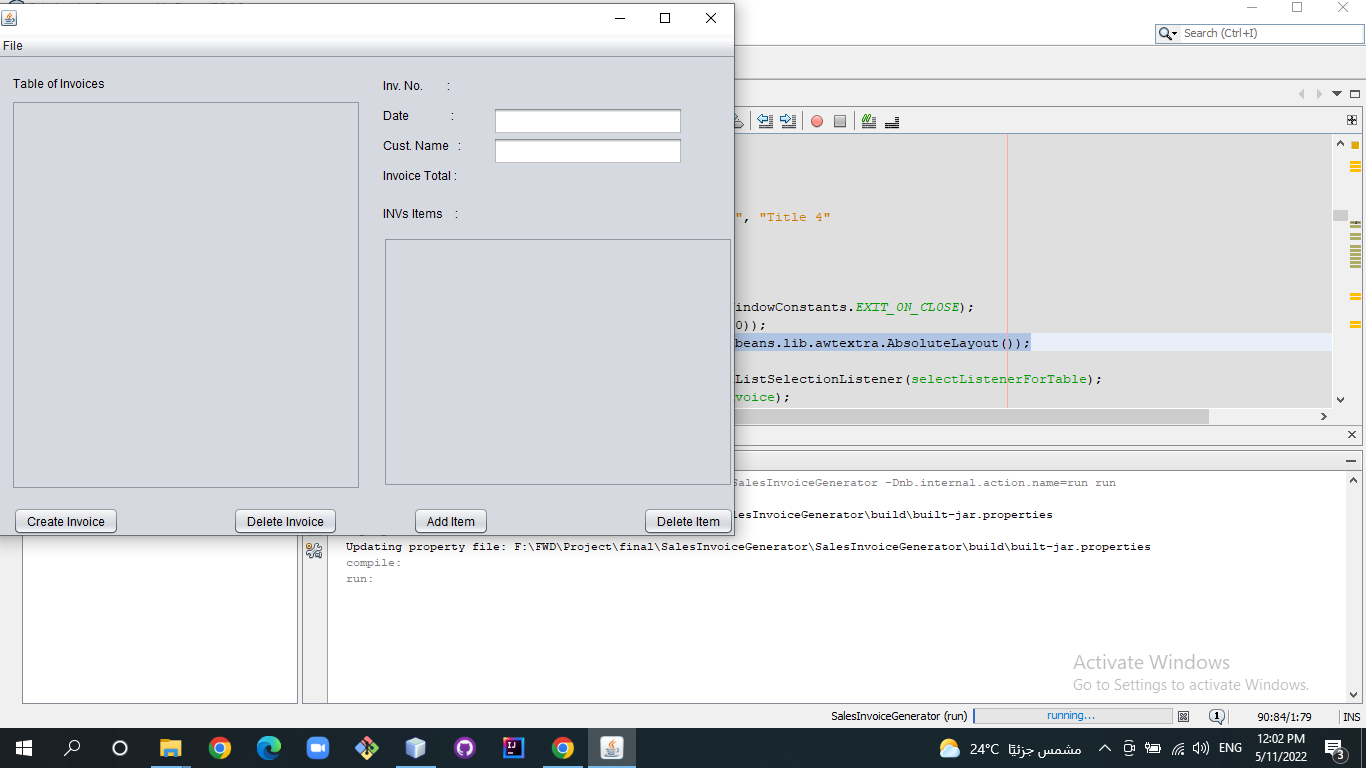 File
Search (Ctrl+I)
Table of Invoices
Inv. No. :
Date :
Cust. Name :
Invoice Total :
INVs Items :
Create Invoice
Delete Invoice
Add Item
Delete Item
", "Title 4"
indowConstants.EXIT_ON_CLOSE);
0));
beans.lib.awtextra.AbsoluteLayout());
ListSelectionListener(selectListenerForTable);
voice);
SalesInvoiceGenerator -Dnb.internal.action.name=run run
lesInvoiceGenerator\build\built-jar.properties
Updating property file: F:\FWD\Project\final\SalesInvoiceGenerator\SalesInvoiceGenerator\build\built-jar.properties
compile:
run:
Activate Windows
Go to Settings to activate Windows.
SalesInvoiceGenerator (run)
running...
1
90:84/1:79
INS
24°C
مشمس جزئيًا
ENG
12:02 PM
5/11/2022
3